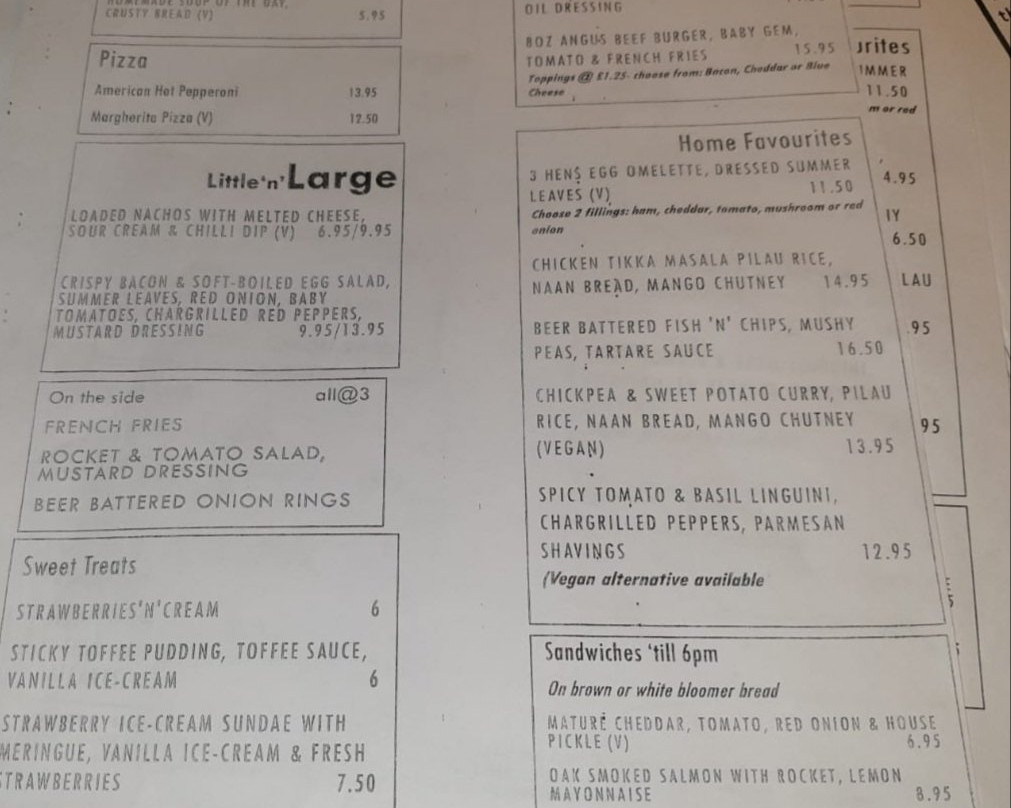 HOMEMADE SOUP OF THE DAY,
CRUSTY BREAD (V) 5.95
Pizza
American Hot Pepperoni 13.95
Margherita Pizza (V) 12.50
Little'n'Large
LOADED NACHOS WITH MELTED CHEESE,
SOUR CREAM & CHILLI DIP (V) 6.95/9.95
CRISPY BACON & SOFT-BOILED EGG SALAD,
SUMMER LEAVES, RED ONION, BABY
TOMATOES, CHARGRILLED RED PEPPERS,
MUSTARD DRESSING 9.95/13.95
On the side all@3
FRENCH FRIES
ROCKET & TOMATO SALAD,
MUSTARD DRESSING
BEER BATTERED ONION RINGS
Sweet Treats
STRAWBERRIES'N'CREAM 6
STICKY TOFFEE PUDDING, TOFFEE SAUCE,
VANILLA ICE-CREAM 6
STRAWBERRY ICE-CREAM SUNDAE WITH
MERINGUE, VANILLA ICE-CREAM & FRESH
STRAWBERRIES 7.50
OIL DRESSING
8OZ ANGUS BEEF BURGER, BABY GEM,
TOMATO & FRENCH FRIES 15.95
Toppings @ £1.25- choose from: Bacon, Cheddar or Blue
Cheese
Home Favourites
3 HENS EGG OMELETTE, DRESSED SUMMER
LEAVES (V) 11.50
Choose 2 fillings: ham, cheddar, tomato, mushroom or red
onion
CHICKEN TIKKA MASALA PILAU RICE,
NAAN BREAD, MANGO CHUTNEY 14.95
BEER BATTERED FISH 'N' CHIPS, MUSHY
PEAS, TARTARE SAUCE 16.50
CHICKPEA & SWEET POTATO CURRY, PILAU
RICE, NAAN BREAD, MANGO CHUTNEY
(VEGAN) 13.95
SPICY TOMATO & BASIL LINGUINI,
CHARGRILLED PEPPERS, PARMESAN
SHAVINGS 12.95
(Vegan alternative available
Sandwiches 'till 6pm
On brown or white bloomer bread
MATURE CHEDDAR, TOMATO, RED ONION & HOUSE
PICKLE (V) 6.95
OAK SMOKED SALMON WITH ROCKET, LEMON
MAYONNAISE 8.95
urites
MMER
11.50
m or red
4.95
HY
6.50
LAU
.95
95